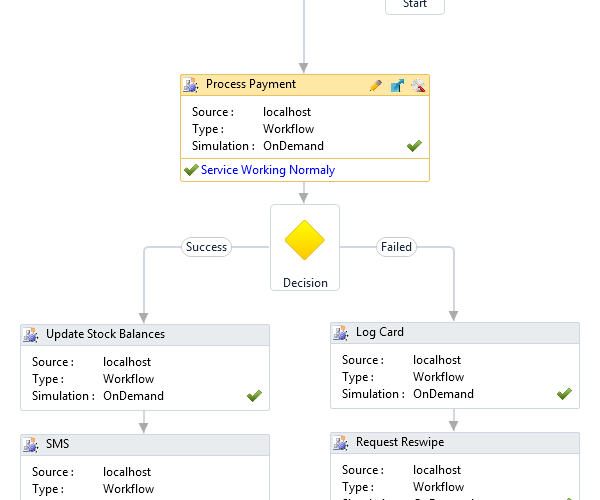 Start
Process Payment
Source : localhost
Type : Workflow
Simulation : OnDemand
Service Working Normaly
Success
Failed
Decision
Update Stock Balances
Source : localhost
Type : Workflow
Simulation : OnDemand
Log Card
Source : localhost
Type : Workflow
Simulation : OnDemand
SMS
Source : localhost
Type : Workflow
Request Reswipe
Source : localhost
Type : Workflow